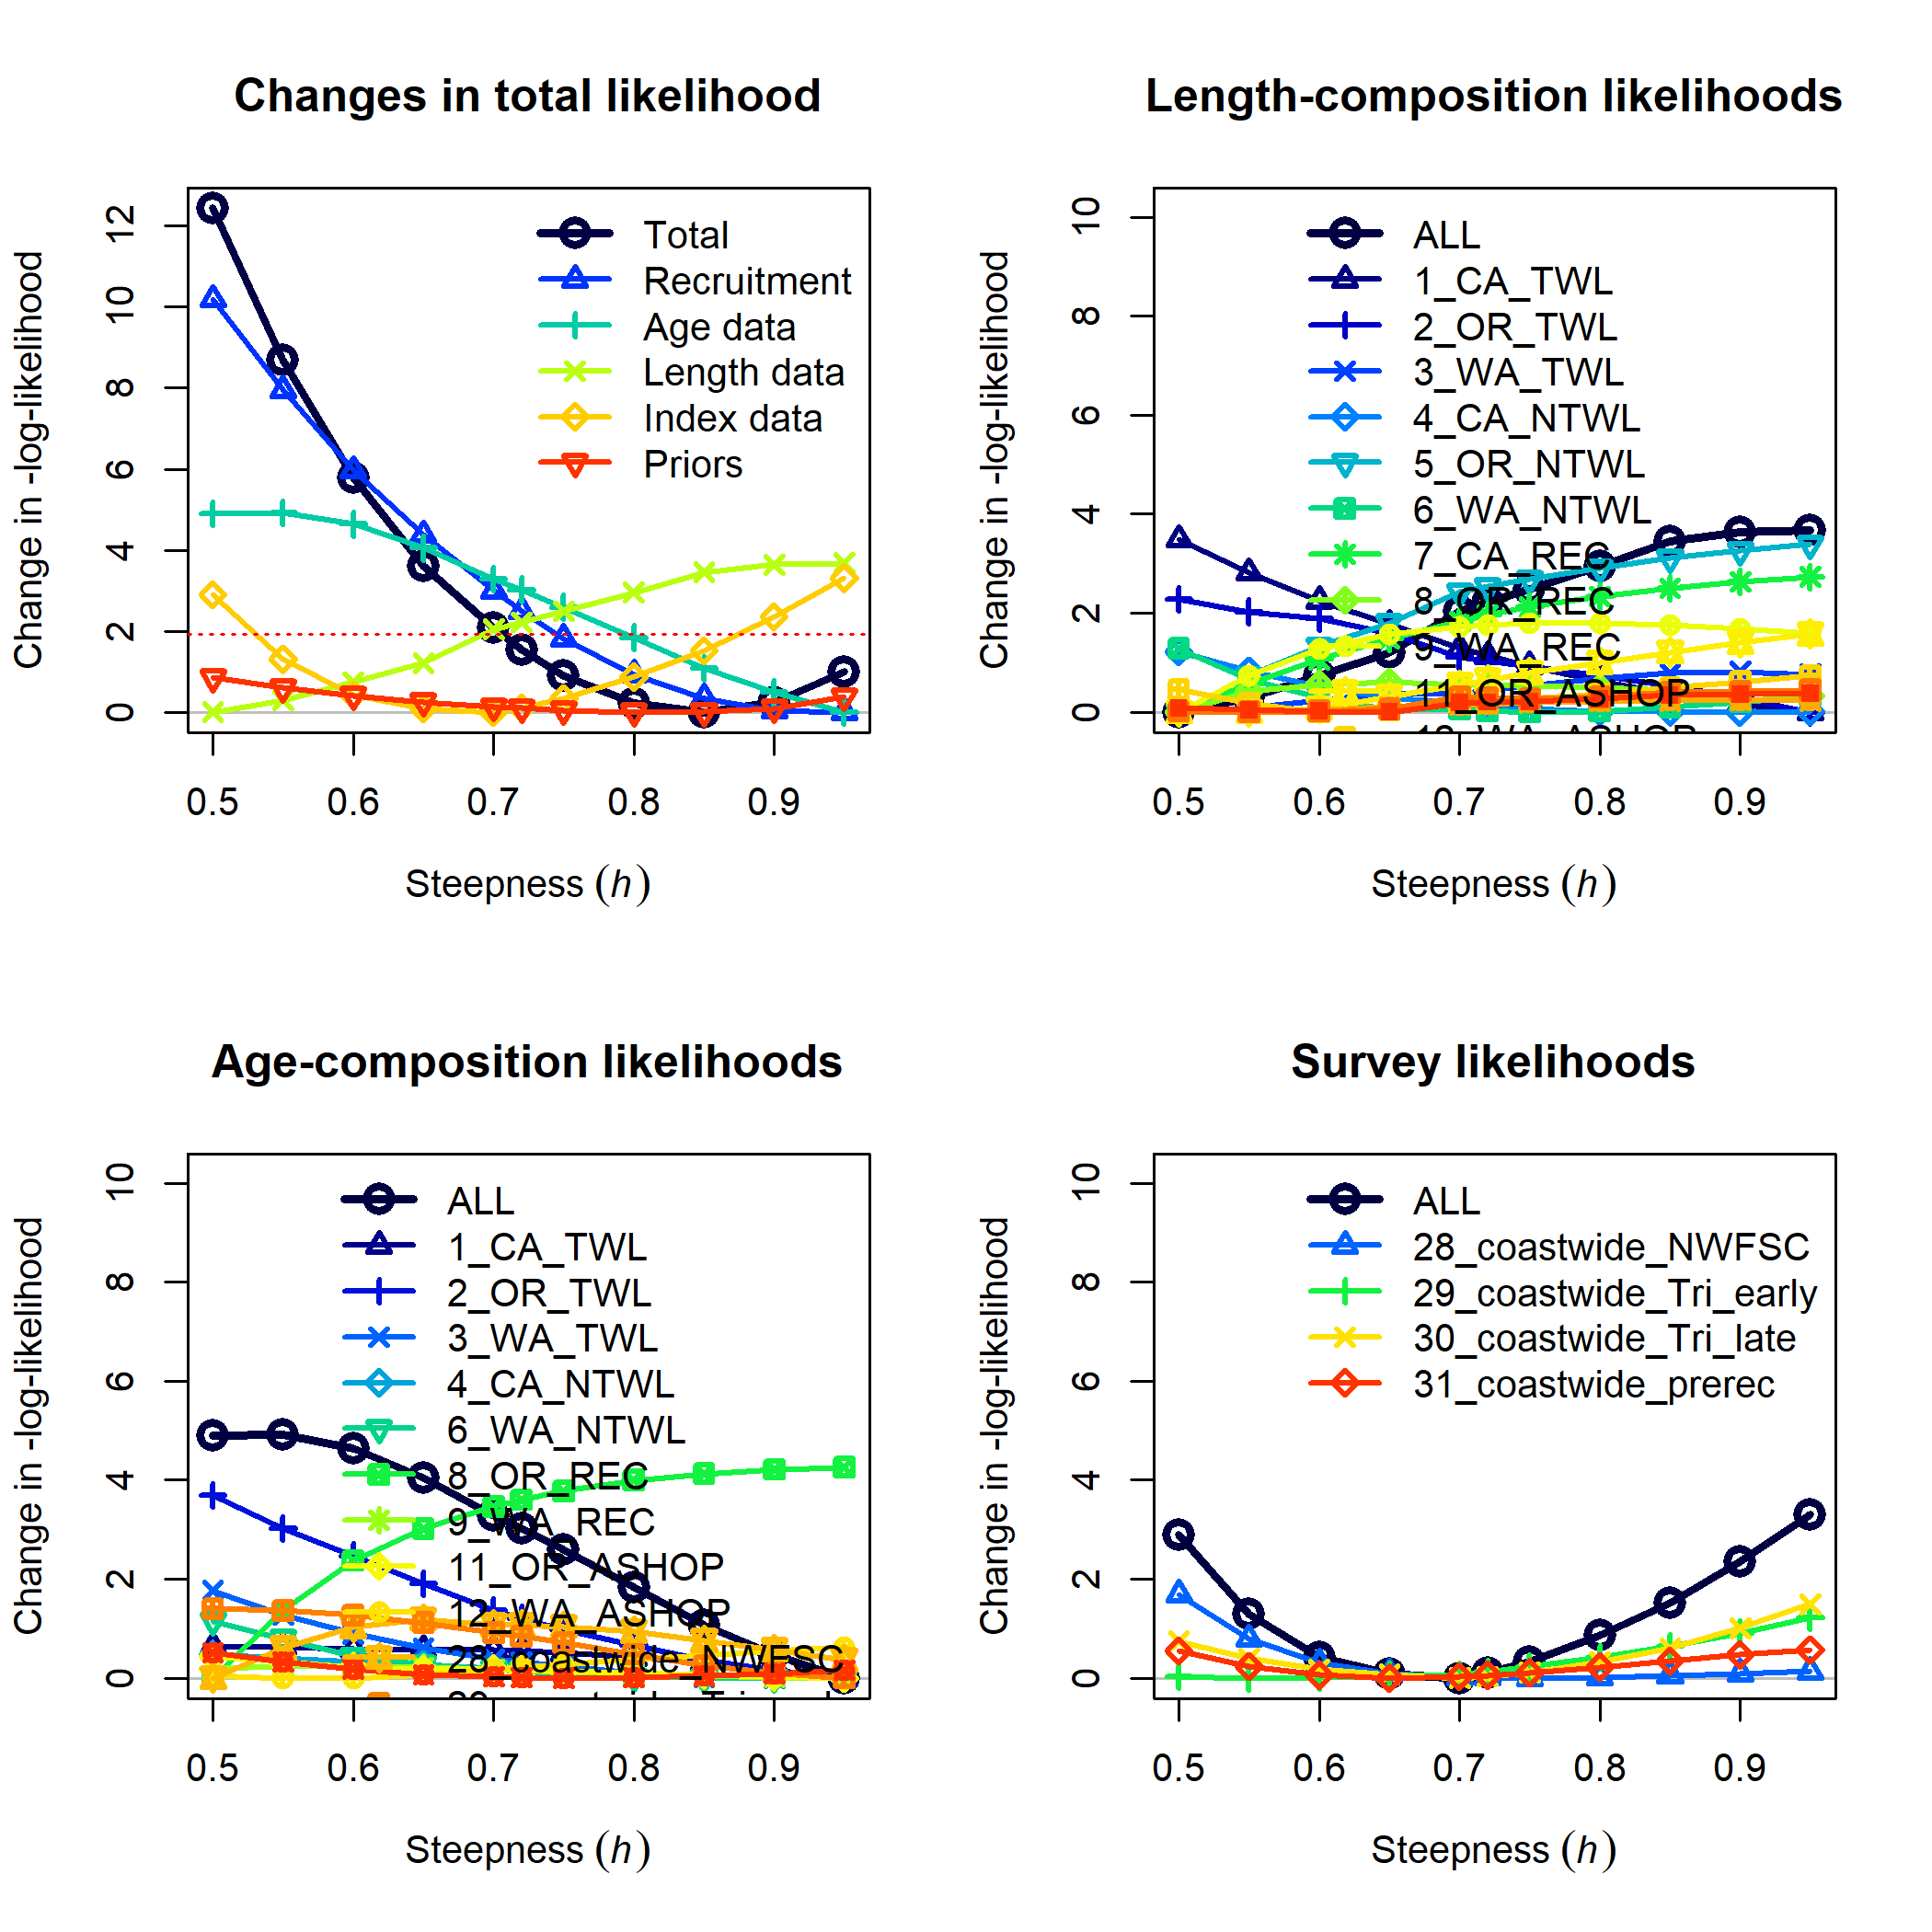 Changes in total likelihood
Change in -log-likelihood
12
10
8
6
4
2
0
Total
Recruitment
Age data
Length data
Index data
Priors
0.5 0.6 0.7 0.8 0.9
Steepness (h)
Length-composition likelihoods
Change in -log-likelihood
10
8
6
4
2
0
ALL
1_CA_TWL
2_OR_TWL
3_WA_TWL
4_CA_NTWL
5_OR_NTWL
6_WA_NTWL
7_CA_REC
8_OR_REC
9_WA_REC
11_OR_ASHOP
0.5 0.6 0.7 0.8 0.9
Steepness (h)
Age-composition likelihoods
Change in -log-likelihood
10
8
6
4
2
0
ALL
1_CA_TWL
2_OR_TWL
3_WA_TWL
4_CA_NTWL
6_WA_NTWL
8_OR_REC
9_WA_REC
11_OR_ASHOP
12_WA_ASHOP
28_coastwide_NWFSC
0.5 0.6 0.7 0.8 0.9
Steepness (h)
Survey likelihoods
Change in -log-likelihood
10
8
6
4
2
0
ALL
28_coastwide_NWFSC
29_coastwide_Tri_early
30_coastwide_Tri_late
31_coastwide_prerec
0.5 0.6 0.7 0.8 0.9
Steepness (h)